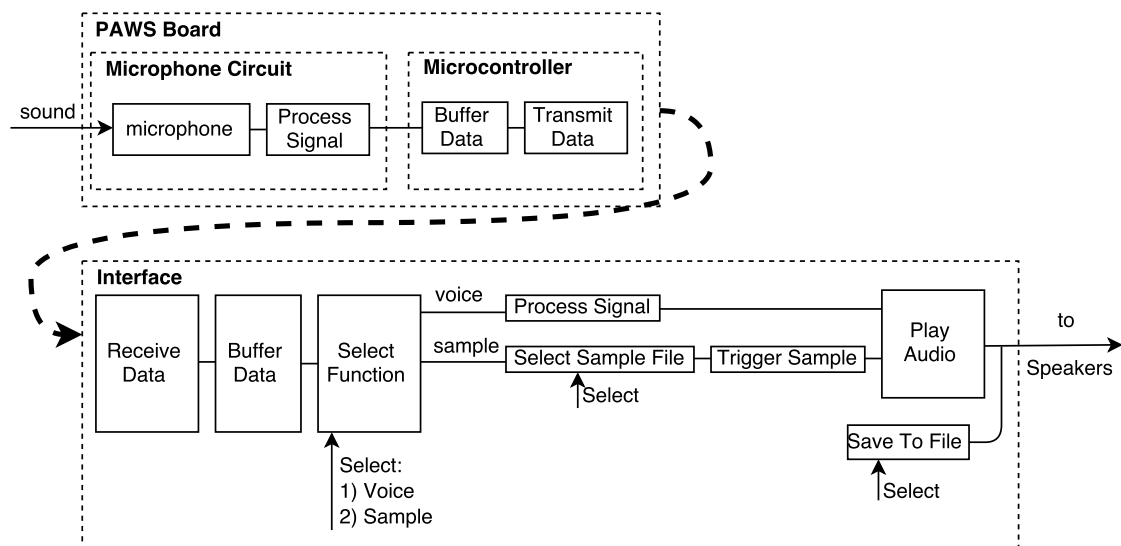 PAWS Board
Microphone Circuit
Microcontroller
sound
microphone
Process
Signal
Buffer
Data
Transmit
Data
Interface
Receive
Data
Buffer
Data
Select
Function
voice
Process Signal
sample
Select Sample File
Trigger Sample
Select
Play
Audio
to
Speakers
Save To File
Select
Select:
1) Voice
2) Sample